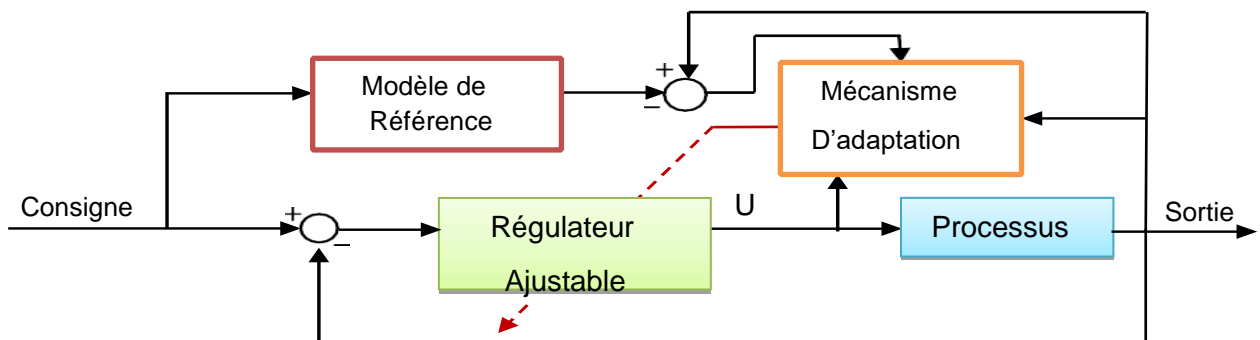 Modèle de
Référence
+
−
Mécanisme
D'adaptation
Consigne
+
−
Régulateur
Ajustable
U
Processus
Sortie